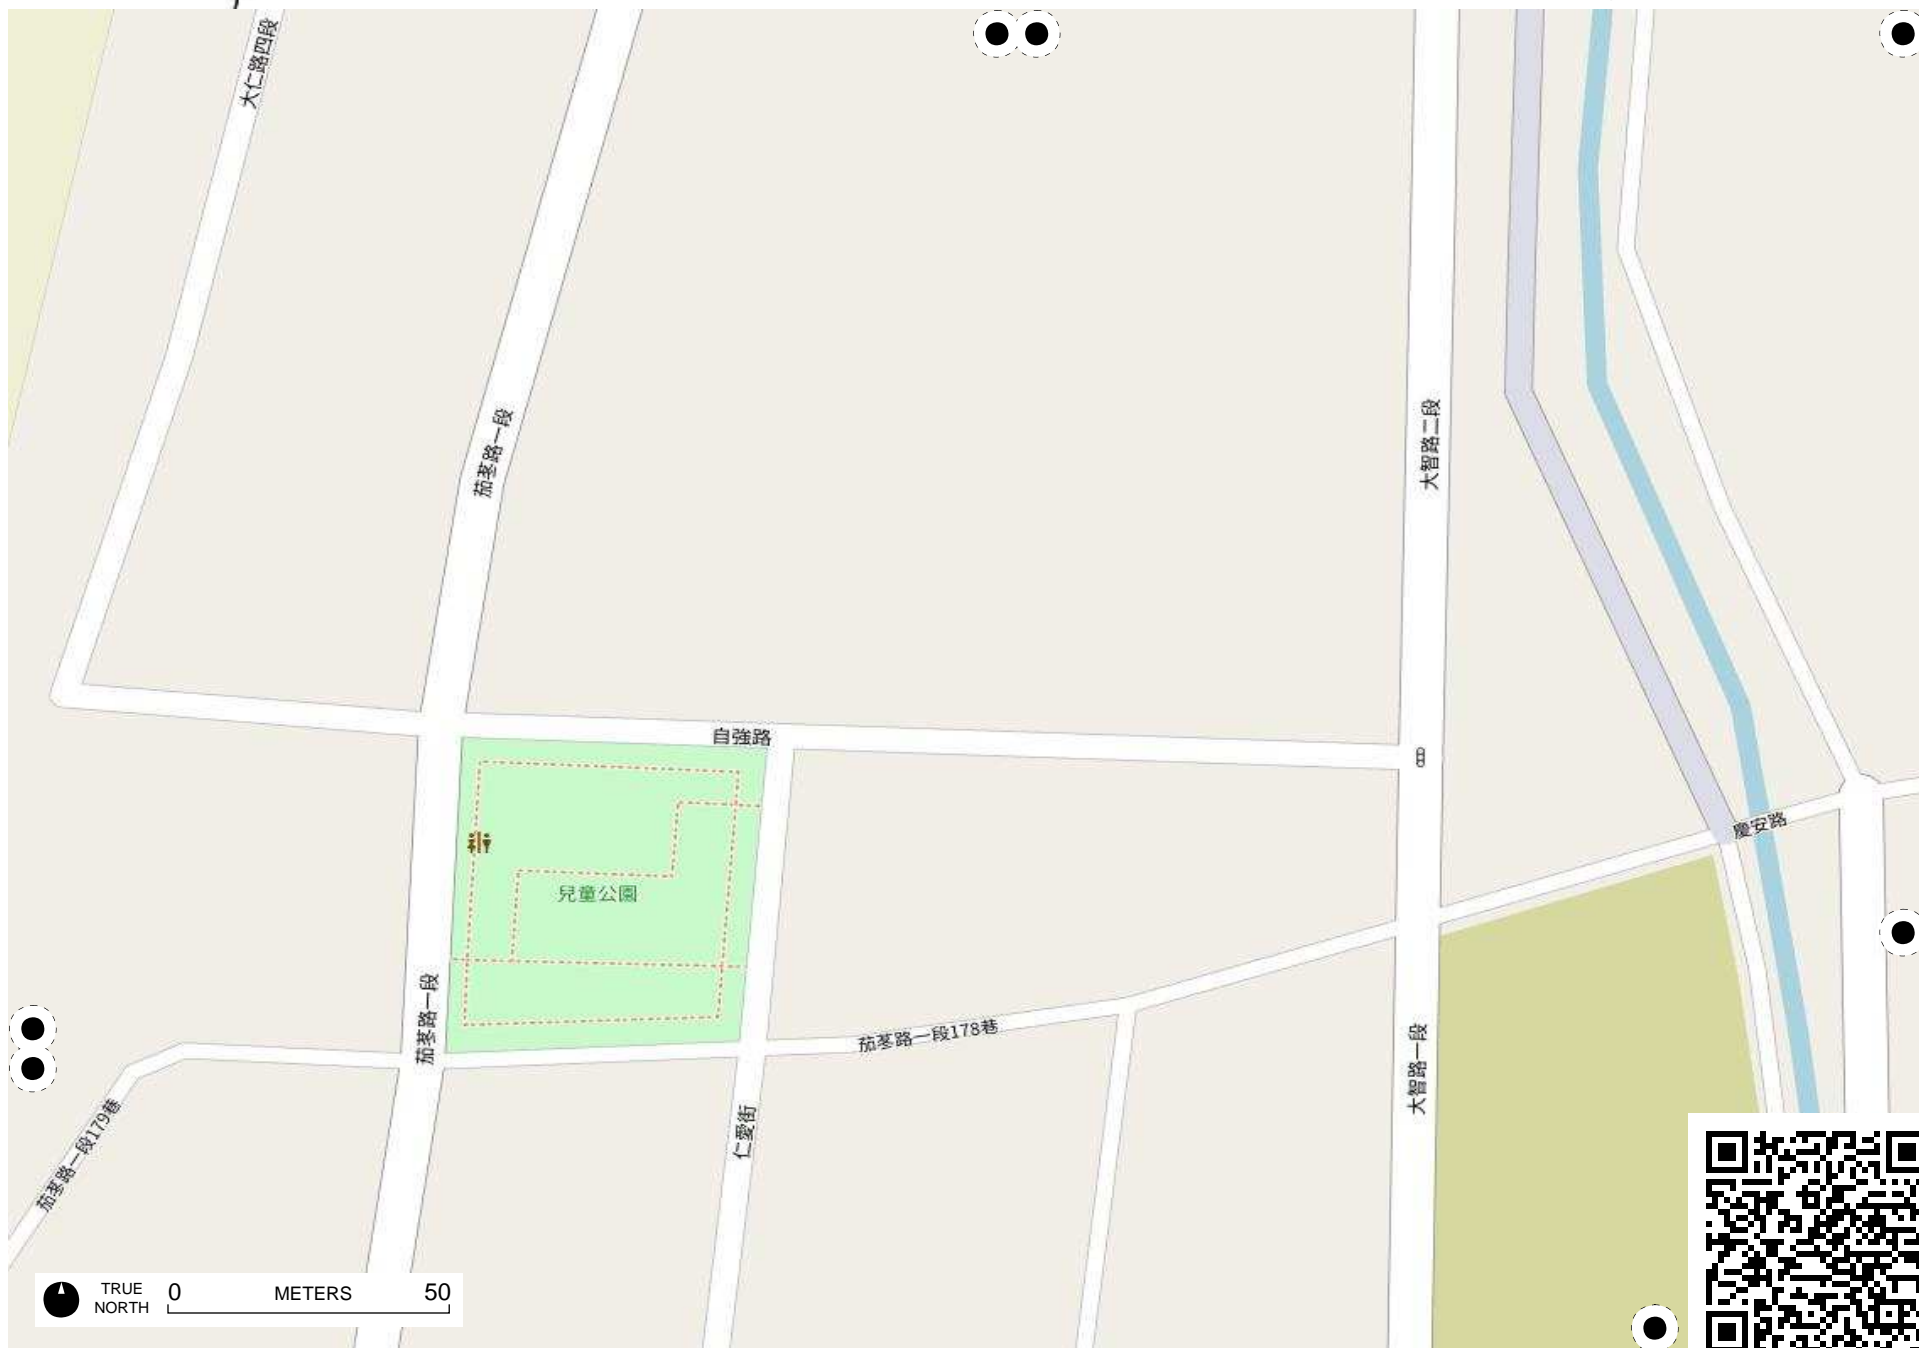 大仁路四段
茄苳路一段
大智路二段
自強路
慶安路
兒童公園
茄苳路一段
茄苳路一段178巷
大智路一段
茄苳路一段179巷
仁愛街
TRUE
NORTH
0 METERS 50